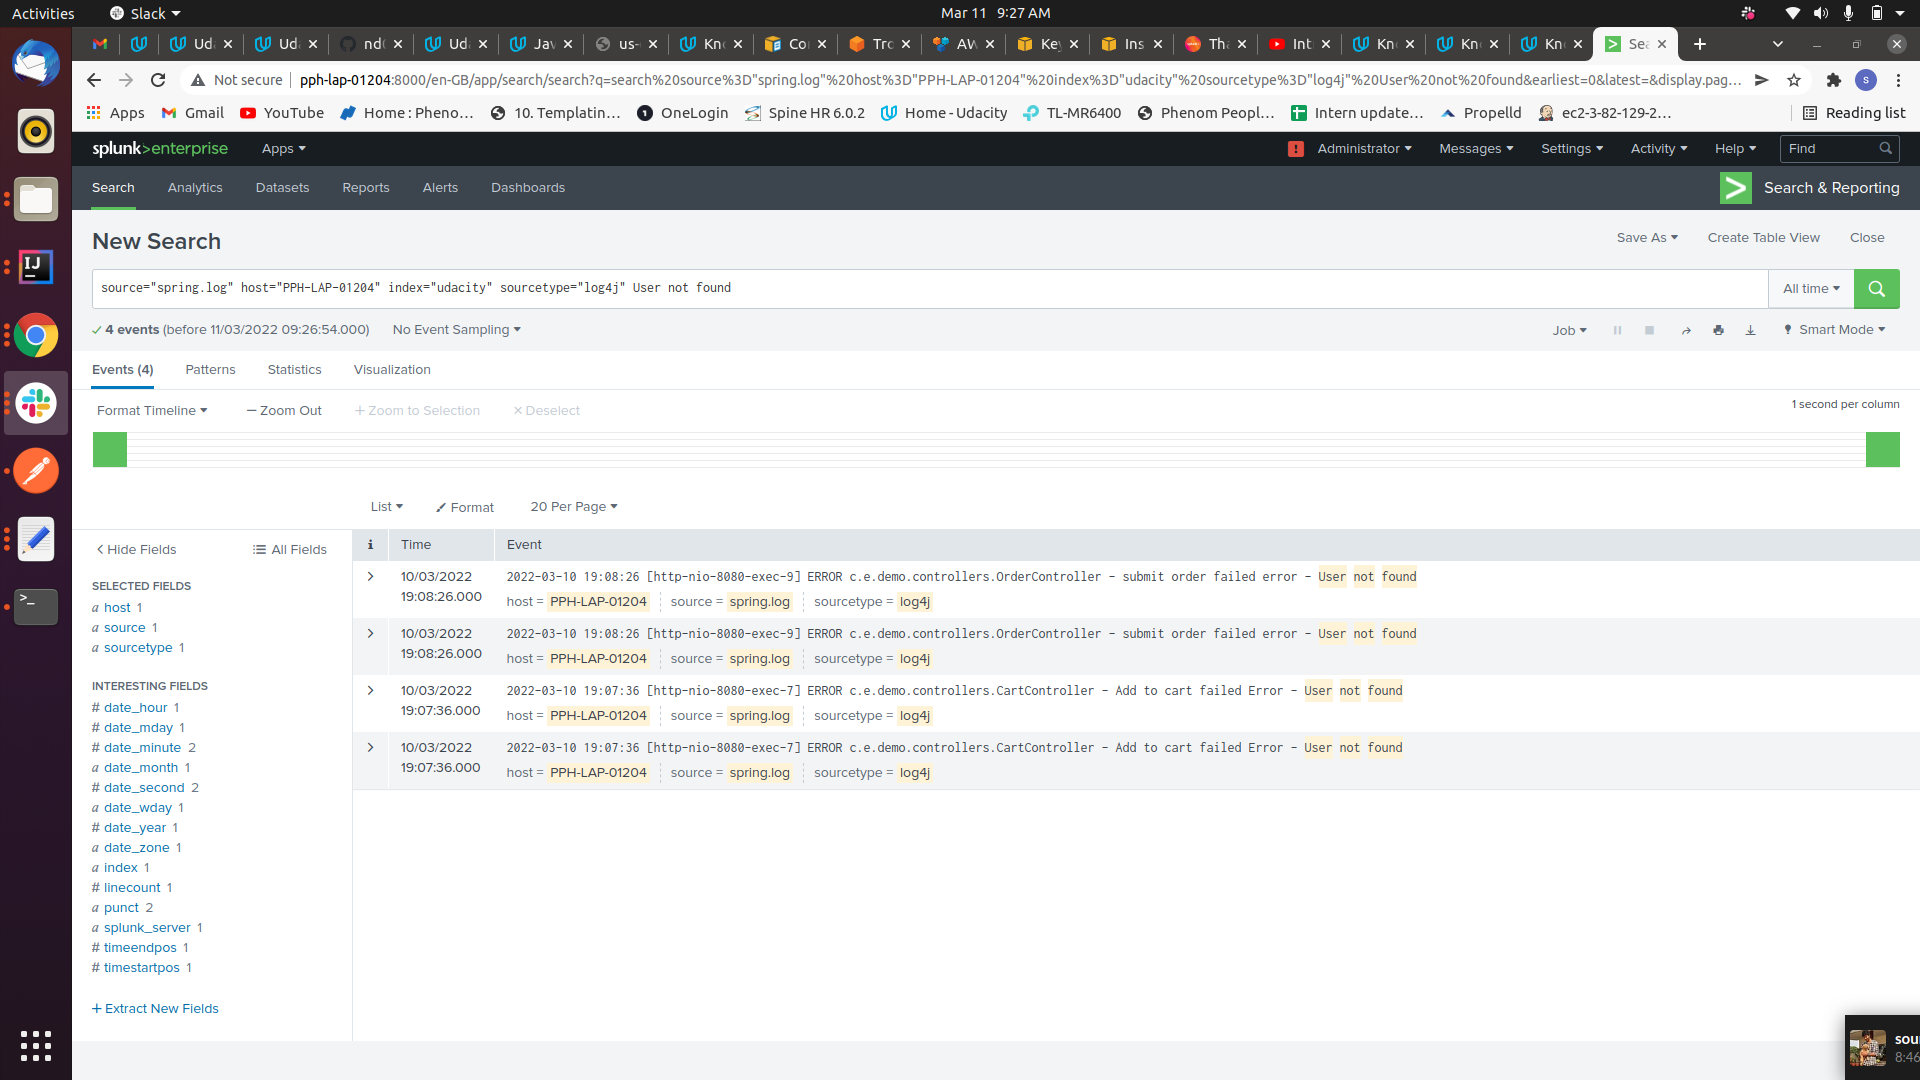 Activities Slack Mar 11 9:27 AM
Uda Uda nd Uda Jav us- Kno Co Tro AW Key Ins Tha Inte Kno Kno Kno Sea
Not secure pph-lap-01204:8000/en-GB/app/search/search?q=search%20source%3D"spring.log"%20host%3D"PPH-LAP-01204"%20index%3D"udacity"%20sourcetype%3D"log4j"%20User%20not%20found&earliest=0&latest=&display.pag... s
Apps Gmail YouTube Home : Pheno... 10. Templatin... OneLogin Spine HR 6.0.2 Home - Udacity TL-MR6400 Phenom Peopl... Intern update... Propelld ec2-3-82-129-2... Reading list
splunk>enterprise Apps Administrator Messages Settings Activity Help Find
Search Analytics Datasets Reports Alerts Dashboards Search & Reporting
New Search Save As Create Table View Close
source="spring.log" host="PPH-LAP-01204" index="udacity" sourcetype="log4j" User not found All time
4 events (before 11/03/2022 09:26:54.000) No Event Sampling Job Smart Mode
Events (4) Patterns Statistics Visualization
Format Timeline — Zoom Out + Zoom to Selection × Deselect 1 second per column
List Format 20 Per Page
< Hide Fields All Fields
SELECTED FIELDS
a host 1
a source 1
a sourcetype 1
INTERESTING FIELDS
# date_hour 1
# date_mday 1
# date_minute 2
# date_month 1
# date_second 2
a date_wday 1
# date_year 1
a date_zone 1
a index 1
# linecount 1
a punct 2
a splunk_server 1
# timeendpos 1
# timestartpos 1
+ Extract New Fields
i Time Event
10/03/2022 19:08:26.000 2022-03-10 19:08:26 [http-nio-8080-exec-9] ERROR c.e.demo.controllers.OrderController - submit order failed error - User not found
host = PPH-LAP-01204 source = spring.log sourcetype = log4j
10/03/2022 19:08:26.000 2022-03-10 19:08:26 [http-nio-8080-exec-9] ERROR c.e.demo.controllers.OrderController - submit order failed error - User not found
host = PPH-LAP-01204 source = spring.log sourcetype = log4j
10/03/2022 19:07:36.000 2022-03-10 19:07:36 [http-nio-8080-exec-7] ERROR c.e.demo.controllers.CartController - Add to cart failed Error - User not found
host = PPH-LAP-01204 source = spring.log sourcetype = log4j
10/03/2022 19:07:36.000 2022-03-10 19:07:36 [http-nio-8080-exec-7] ERROR c.e.demo.controllers.CartController - Add to cart failed Error - User not found
host = PPH-LAP-01204 source = spring.log sourcetype = log4j
sour
8:46